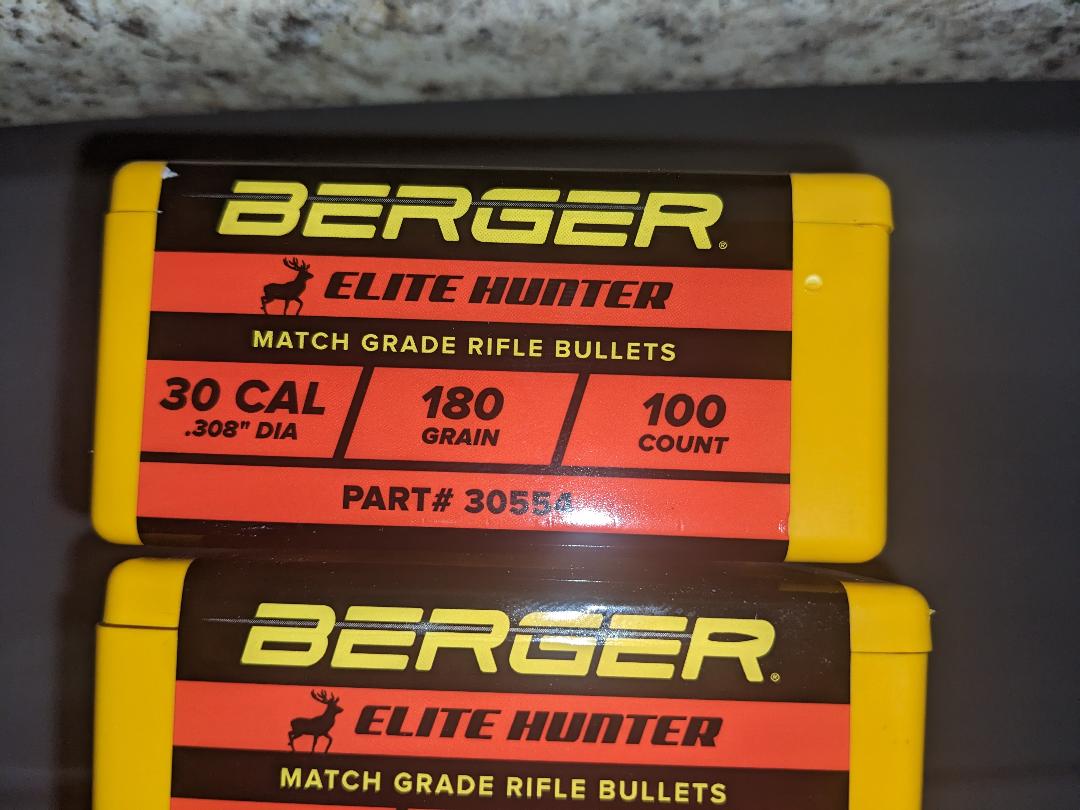 BERGER®
ELITE HUNTER
MATCH GRADE RIFLE BULLETS
30 CAL
.308" DIA
180
GRAIN
100
COUNT
PART# 30554
BERGER®
ELITE HUNTER
MATCH GRADE RIFLE BULLETS